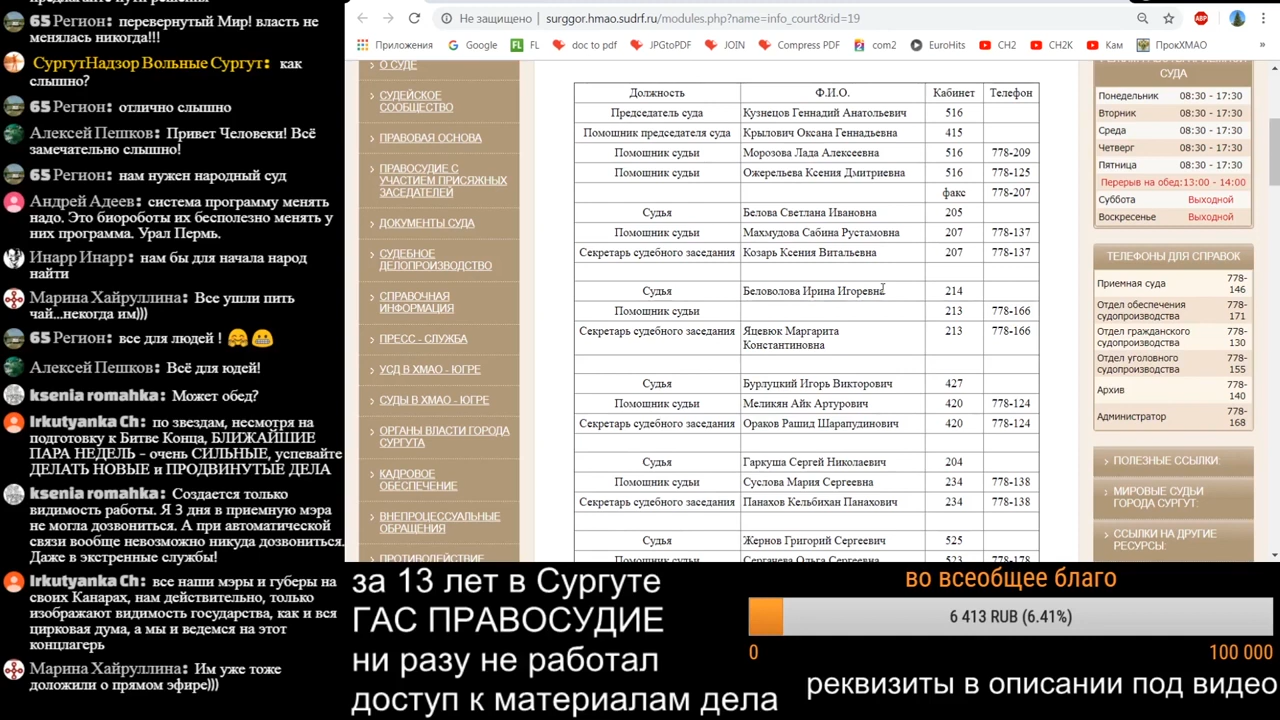 65 Регион: перевернутый Мир! власть не
менялась никогда!!!
СургутНадзор Вольные Сургут: как
слышно?
65 Регион: отлично слышно
Алексей Пешков: Привет Человеки! Всё
замечательно слышно!
65 Регион: нам нужен народный суд
Андрей Адеев: система программу менять
надо. Это биороботы их бесполезно менять у
них программа. Урал Пермь.
Инарр Инарр: нам бы для начала народ
найти
Марина Хайруллина: Все ушли пить
чай...некогда им)))
65 Регион: все для людей ! 🤗😬
Алексей Пешков: Всё для юдей!
ksenia romahka: Может обед?
Irkutyanka Ch: по звездам, несмотря на
подготовку к Битве Конца, БЛИЖАЙШИЕ
ПАРА НЕДЕЛЬ - очень СИЛЬНЫЕ, успевайте
ДЕЛАТЬ НОВЫЕ и ПРОДВИНУТЫЕ ДЕЛА
ksenia romahka: Создается только
видимость работы. Я 3 дня в приемную мэра
не могла дозвониться. А при автоматической
связи вообще невозможно никуда дозвониться.
Даже в экстренные службы!
Irkutyanka Ch: все наши мэры и губеры на
своих Канарах, нам действительно, только
изображают видимость государства, как и вся
цирковая дума, а мы и ведемся на этот
концлагерь
Марина Хайруллина: Им уже тоже
доложили о прямом эфире)))
Не защищено | surggor.hmao.sudrf.ru/modules.php?name=info_court&rid=19
ABP
Приложения Google FL FL doc to pdf JPGtoPDF JOIN Compress PDF com2 EuroHits CH2 CH2K Кам ПрокХМАО »
О СУДЕ
СУДЕЙСКОЕ
СООБЩЕСТВО
ПРАВОВАЯ ОСНОВА
ПРАВОСУДИЕ С
УЧАСТИЕМ ПРИСЯЖНЫХ
ЗАСЕДАТЕЛЕЙ
ДОКУМЕНТЫ СУДА
СУДЕБНОЕ
ДЕЛОПРОИЗВОДСТВО
СПРАВОЧНАЯ
ИНФОРМАЦИЯ
ПРЕСС - СЛУЖБА
УСД В ХМАО - ЮГРЕ
СУДЫ В ХМАО - ЮГРЕ
ОРГАНЫ ВЛАСТИ ГОРОДА
СУРГУТА
КАДРОВОЕ
ОБЕСПЕЧЕНИЕ
ВНЕПРОЦЕССУАЛЬНЫЕ
ОБРАЩЕНИЯ
ПРОТИВОДЕЙСТВИЕ
Должность Ф.И.О. Кабинет Телефон
Председатель суда Кузнецов Геннадий Анатольевич 516
Помошник председателя суда Крылович Оксана Геннадьевна 415
Помошник судьи Морозова Лада Алексеевна 516 778-209
Помошник судьи Ожерельева Ксения Дмитриевна 516 778-125
факс 778-207
Судья Белова Светлана Ивановна 205
Помошник судьи Махмудова Сабина Рустамовна 207 778-137
Секретарь судебного заседания Козарь Ксения Витальевна 207 778-137
Судья Беловолова Ирина Игоревна 214
Помошник судьи 213 778-166
Секретарь судебного заседания Яцевюк Маргарита 213 778-166
Константиновна
Судья Бурлуцкий Игорь Викторович 427
Помошник судьи Меликян Айк Артурович 420 778-124
Секретарь судебного заседания Ораков Рашид Шарапудинович 420 778-124
Судья Гаркуша Сергей Николаевич 204
Помошник судьи Суслова Мария Сергеевна 234 778-138
Секретарь судебного заседания Панахов Кельбихан Панахович 234 778-138
Судья Жернов Григорий Сергеевич 525
Помошник судьи Сергачева Ольга Сергеевна 523 778-178
СУДА
Понедельник 08:30 - 17:30
Вторник 08:30 - 17:30
Среда 08:30 - 17:30
Четверг 08:30 - 17:30
Пятница 08:30 - 17:30
Перерыв на обед:13:00 - 14:00
Суббота Выходной
Воскресенье Выходной
ТЕЛЕФОНЫ ДЛЯ СПРАВОК
Приемная суда 778-
146
Отдел обеспечения 778-
судопроизводства 171
Отдел гражданского 778-
судопроизводства 130
Отдел уголовного 778-
судопроизводства 155
Архив 778-
140
Администратор 778-
168
ПОЛЕЗНЫЕ ССЫЛКИ:
МИРОВЫЕ СУДЬИ
ГОРОДА СУРГУТ:
ССЫЛКИ НА ДРУГИЕ
РЕСУРСЫ:
за 13 лет в Сургуте
ГАС ПРАВОСУДИЕ
ни разу не работал
доступ к материалам дела
во всеобщее благо
6 413 RUB (6.41%)
0 100 000
реквизиты в описании под видео